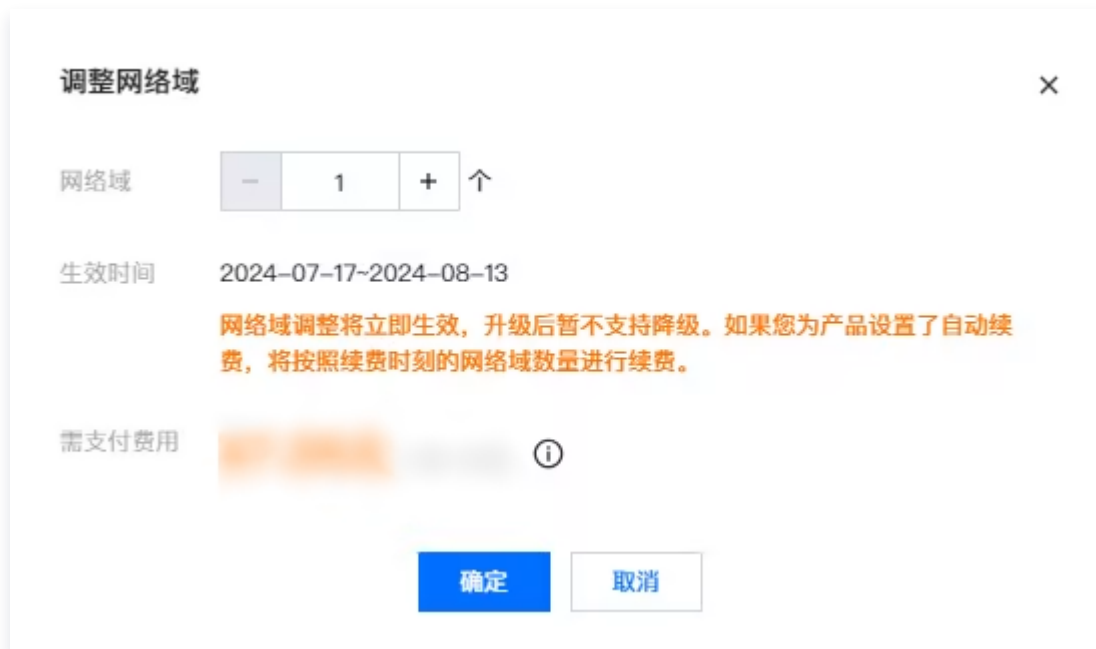 调整网络域
网络域 1 个
生效时间 2024-07-17~2024-08-13
网络域调整将立即生效，升级后暂不支持降级。如果您为产品设置了自动续
费，将按照续费时刻的网络域数量进行续费。
需支付费用
确定 取消